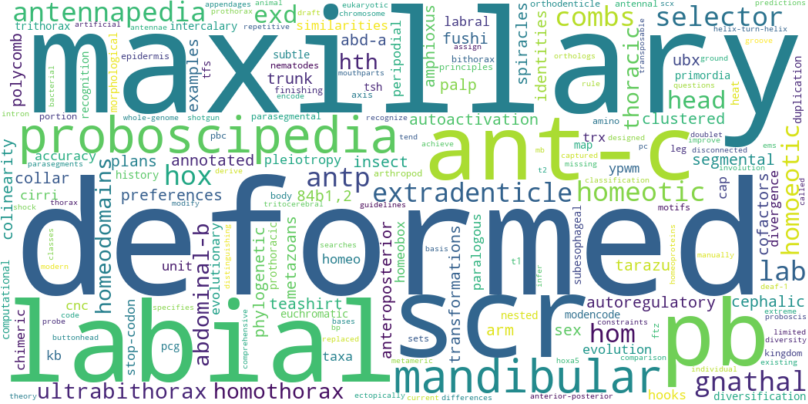 antennapedia
trithorax
artificial
exd
appendages
prothorax
draft
animal
eukaryotic
chromosome
repetitive
orthodenticle
combs
antennal
scx
selector
predictions
maxillary
antennae
intercalary
similarities
labral
fushi
abd-a
polycomb
epidermis
tfs
recognition
morphological
examples
hth
subtle
nematodes
mouthparts
trunk
finishing
encode
tsh
axis
peripodial
amphioxus
palp
spiracles
identities
thoracic
helix-turn-helix
groove
transposable
orthologs
assign
bithorax
ubx
ground
principles
primordia
rule
recognize
habitual
bacterial
portion
parasegmental
proboscipedia
autoactivation
head
clustered
questions
heat
duplication
intron
whole-genome
shotgun
pbc
tend
achieve
ant-c
trx
amino
designed
doublet
improve
ems
parasegments
accuracy
plans
annotated
pleiotropy
insect
mb
captured
map
leg
disconnected
pc
segmental
involution
colinearity
collar
history
derive
arthropod
missing
t2
classification
homeodomains
hox
antp
extradenticle
ypwm
homeotic
cap
cofactors
divergence
motifs
called
homoeotic
cirri
preferences
84b1,2
body
modify
tritocerebral
guidelines
thorax
shock
deformed
lab
computational
classes
modern
unit
homeo
abdominal-b
evolutionary
distinguishing
phylogenetic
prothoracic
searches
metazoans
anteroposterior
homeobox
basis
transformations
subesophageal
paralogous
t1
infer
tarazu
homeoproteins
manually
deaf-1
cnc
code
specifies
teashirt
euchromatic
bp
bases
replaced
comprehensive
labial
scr
autoregulatory
cephalic
extreme
proboscis
nested
modencode
constraints
ftz
arm
sex
hom
pb
limited
diversity
chimeric
probe
buttonhead
stop-codon
pcg
kb
taxa
sets
metameric
evolution
hoxa5
comparison
kingdom
existing
individual
mandibular
gnathal
theory
ultrabithorax
homothorax
ectopically
current
differences
anterior-posterior
hooks
diversification